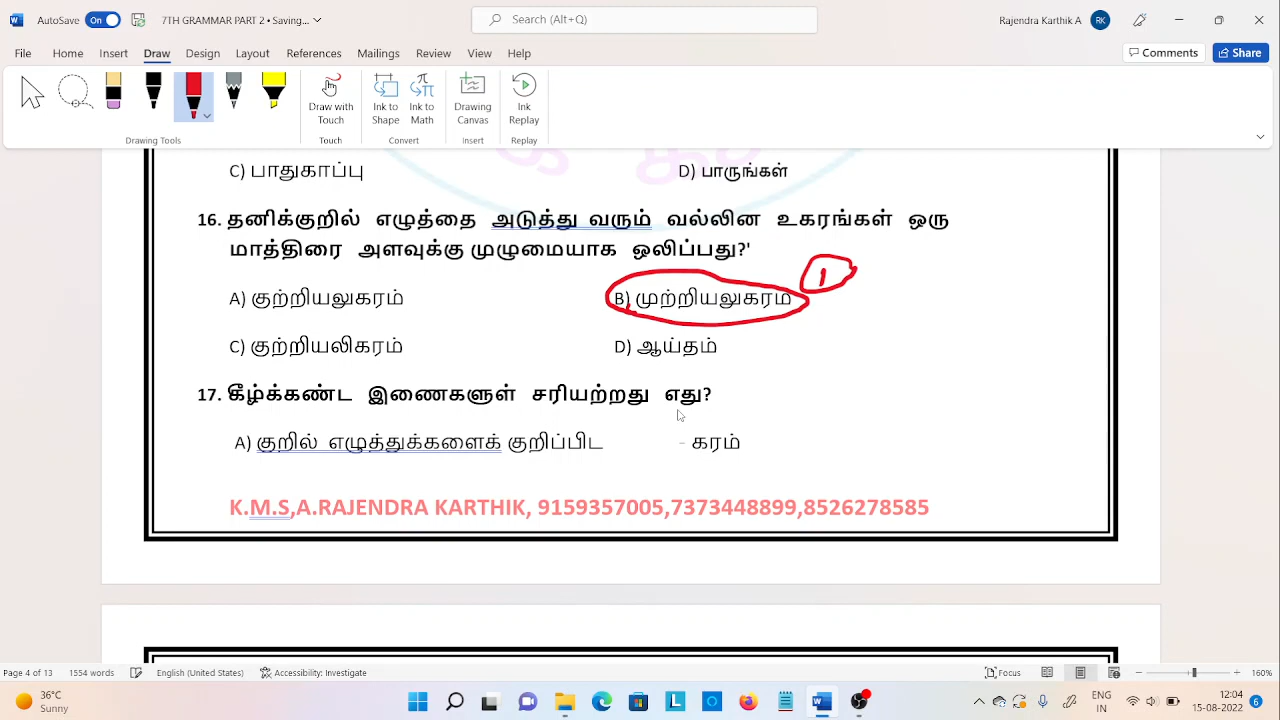 AutoSave On 7TH GRAMMAR PART 2 • Saving... Search (Alt+Q) Rajendra Karthik A RK
File Home Insert Draw Design Layout References Mailings Review View Help Comments Share
Draw with Touch Ink to Shape Ink to Math Drawing Canvas Ink Replay
Drawing Tools Touch Convert Insert Replay
C) பாதுகாப்பு D) பாருங்கள்
16. தனிக்குறில் எழுத்தை அடுத்து வரும் வல்லின உகரங்கள் ஒரு
மாத்திரை அளவுக்கு முழுமையாக ஒலிப்பது?'
1
A) குற்றியலுகரம் B) முற்றியலுகரம்
C) குற்றியலிகரம் D) ஆய்தம்
17. கீழ்க்கண்ட இணைகளுள் சரியற்றது எது?
A) குறில் எழுத்துக்களைக் குறிப்பிட - கரம்
K.M.S,A.RAJENDRA KARTHIK, 9159357005,7373448899,8526278585
Page 4 of 13 1554 words English (United States) Accessibility: Investigate Focus 160%
36°C
Sunny
ENG
IN
12:04
15-08-2022
6